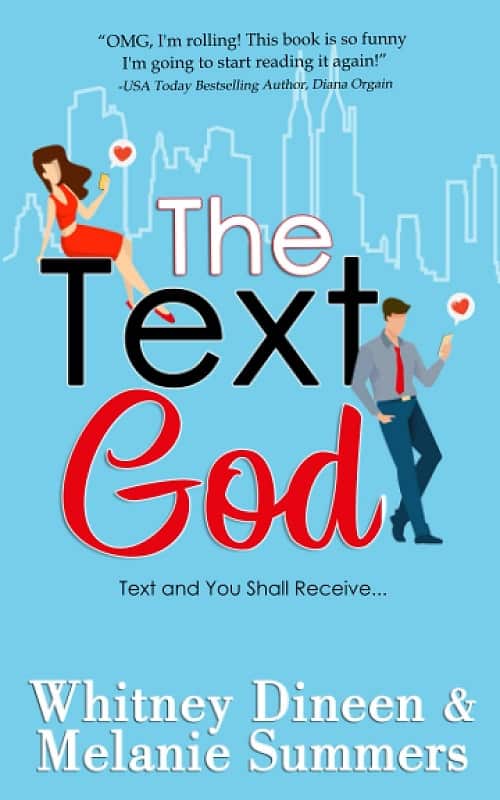 “OMG, I'm rolling! This book is so funny
I'm going to start reading it again!”
-USA Today Bestselling Author, Diana Orgain
The
Text
God
Text and You Shall Receive...
Whitney Dineen &
Melanie Summers